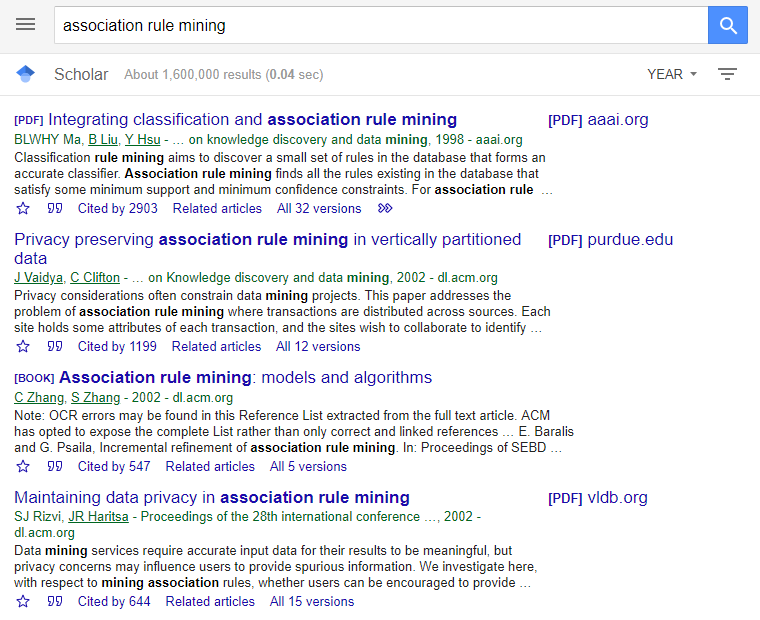 association rule mining
Scholar About 1,600,000 results (0.04 sec) YEAR
[PDF] Integrating classification and association rule mining [PDF] aaai.org
BLWHY Ma, B Liu, Y Hsu - … on knowledge discovery and data mining, 1998 - aaai.org
Classification rule mining aims to discover a small set of rules in the database that forms an
accurate classifier. Association rule mining finds all the rules existing in the database that
satisfy some minimum support and minimum confidence constraints. For association rule …
Cited by 2903 Related articles All 32 versions
Privacy preserving association rule mining in vertically partitioned [PDF] purdue.edu
data
J Vaidya, C Clifton - … on Knowledge discovery and data mining, 2002 - dl.acm.org
Privacy considerations often constrain data mining projects. This paper addresses the
problem of association rule mining where transactions are distributed across sources. Each
site holds some attributes of each transaction, and the sites wish to collaborate to identify …
Cited by 1199 Related articles All 12 versions
[BOOK] Association rule mining: models and algorithms
C Zhang, S Zhang - 2002 - dl.acm.org
Note: OCR errors may be found in this Reference List extracted from the full text article. ACM
has opted to expose the complete List rather than only correct and linked references … E. Baralis
and G. Psaila, Incremental refinement of association rule mining. In: Proceedings of SEBD …
Cited by 547 Related articles All 5 versions
Maintaining data privacy in association rule mining [PDF] vldb.org
SJ Rizvi, JR Haritsa - Proceedings of the 28th international conference …, 2002 -
dl.acm.org
Data mining services require accurate input data for their results to be meaningful, but
privacy concerns may influence users to provide spurious information. We investigate here,
with respect to mining association rules, whether users can be encouraged to provide …
Cited by 644 Related articles All 15 versions